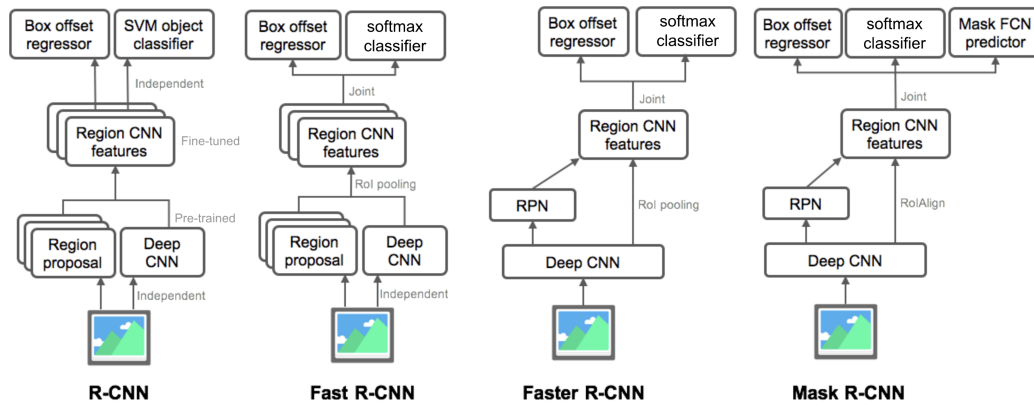 Box offset
regressor
SVM object
classifier
Independent
Region CNN
features
Fine-tuned
Pre-trained
Region
proposal
Deep
CNN
Independent
R-CNN
Box offset
regressor
softmax
classifier
Joint
Region CNN
features
RoI pooling
Region
proposal
Deep
CNN
Independent
Fast R-CNN
Box offset
regressor
softmax
classifier
Joint
Region CNN
features
RPN
RoI pooling
Deep CNN
Faster R-CNN
Box offset
regressor
softmax
classifier
Mask FCN
predictor
Joint
Region CNN
features
RPN
RoIAlign
Deep CNN
Mask R-CNN